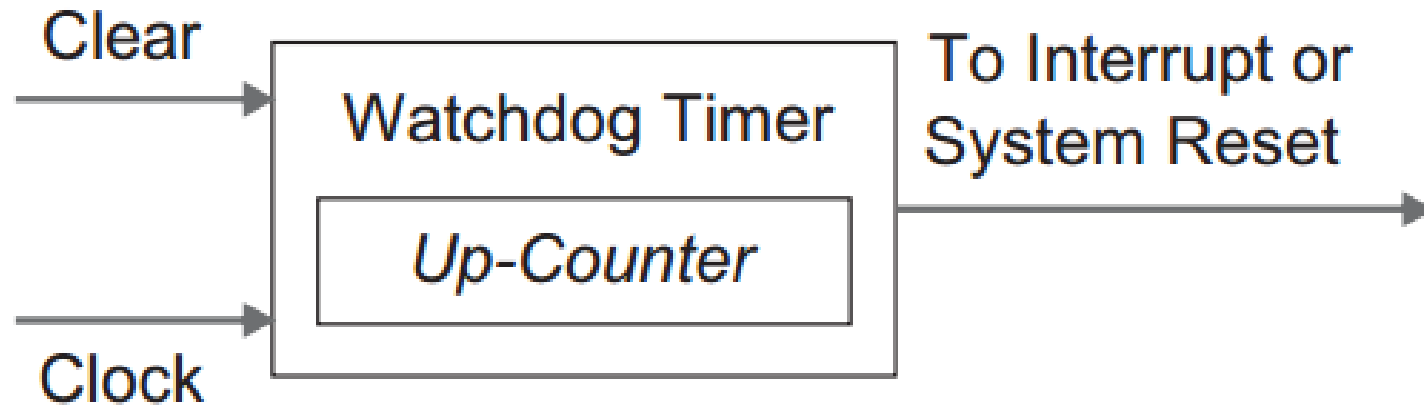 Clear
Watchdog Timer
To Interrupt or
System Reset
Up-Counter
Clock